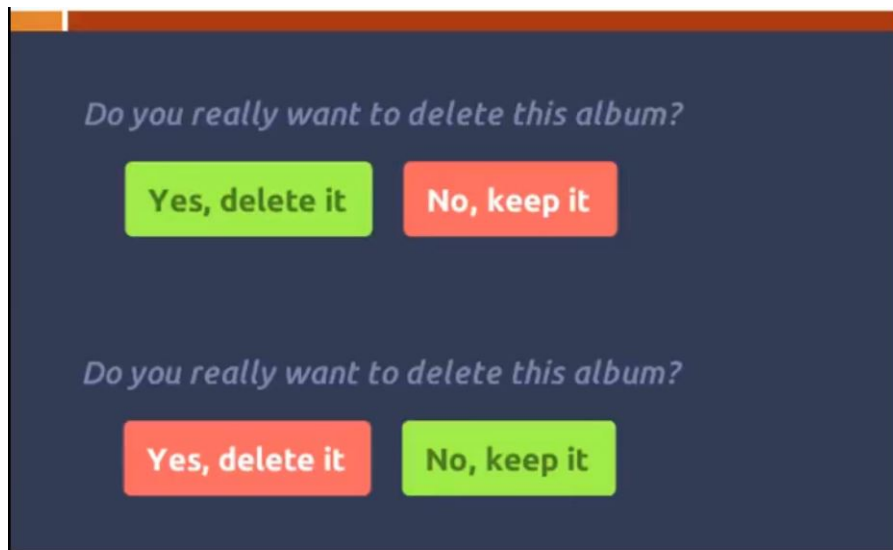 Do you really want to delete this album?
Yes, delete it No, keep it
Do you really want to delete this album?
Yes, delete it No, keep it